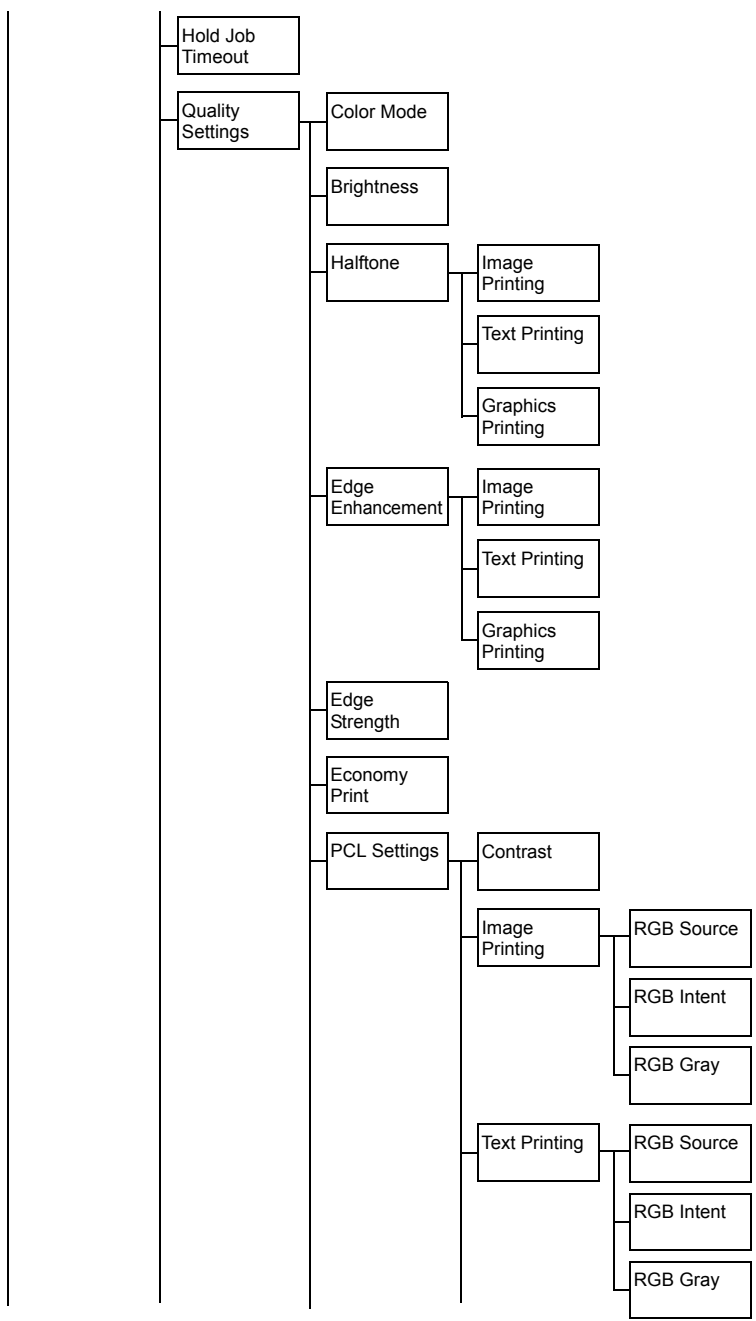 Hold Job
Timeout
Quality
Settings
Color Mode
Brightness
Halftone
Image
Printing
Text Printing
Graphics
Printing
Edge
Enhancement
Image
Printing
Text Printing
Graphics
Printing
Edge
Strength
Economy
Print
PCL Settings
Contrast
Image
Printing
RGB Source
RGB Intent
RGB Gray
Text Printing
RGB Source
RGB Intent
RGB Gray